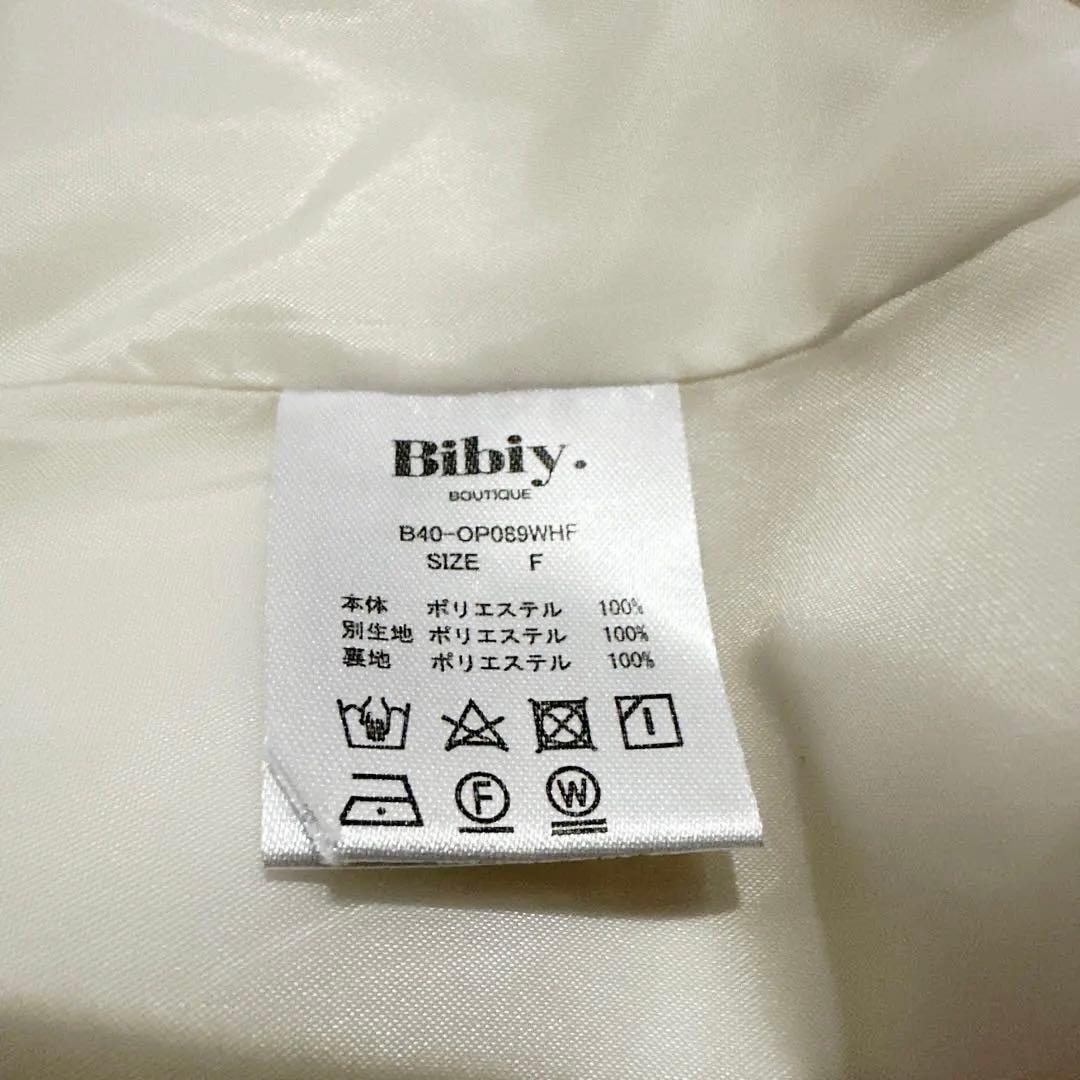 Bibiy.
BOUTIQUE
B40-OP089WHF
SIZE F
本体 ポリエステル 100%
別生地 ポリエステル 100%
裏地 ポリエステル 100%
F W